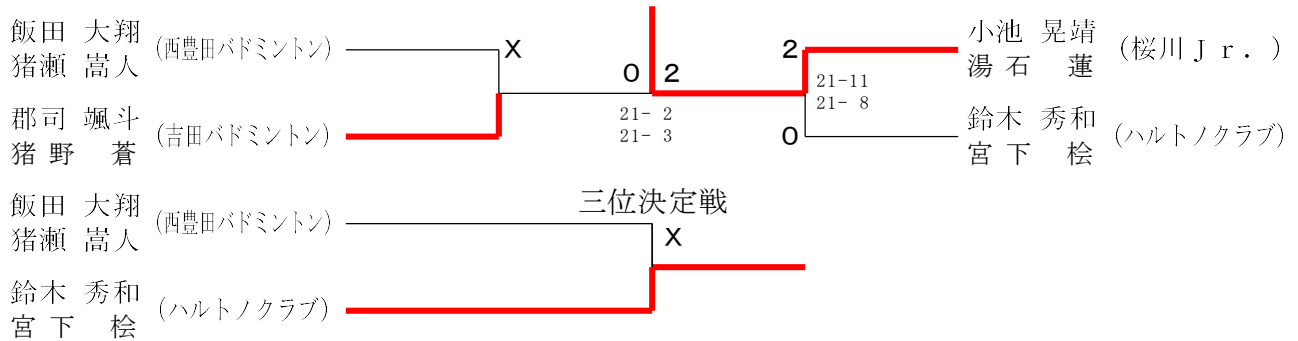 飯田 大翔
猪瀬 嵩人
(西豊田バドミントン)
X
郡司 颯斗
猪野 蒼
(吉田バドミントン)
0 2
21- 2
21- 3
2
21-11
21- 8
0
小池 晃靖
湯石 蓮
(桜川Jr.)
鈴木 秀和
宮下 桧
(ハルトノクラブ)
三位決定戦
飯田 大翔
猪瀬 嵩人
(西豊田バドミントン)
X
鈴木 秀和
宮下 桧
(ハルトノクラブ)